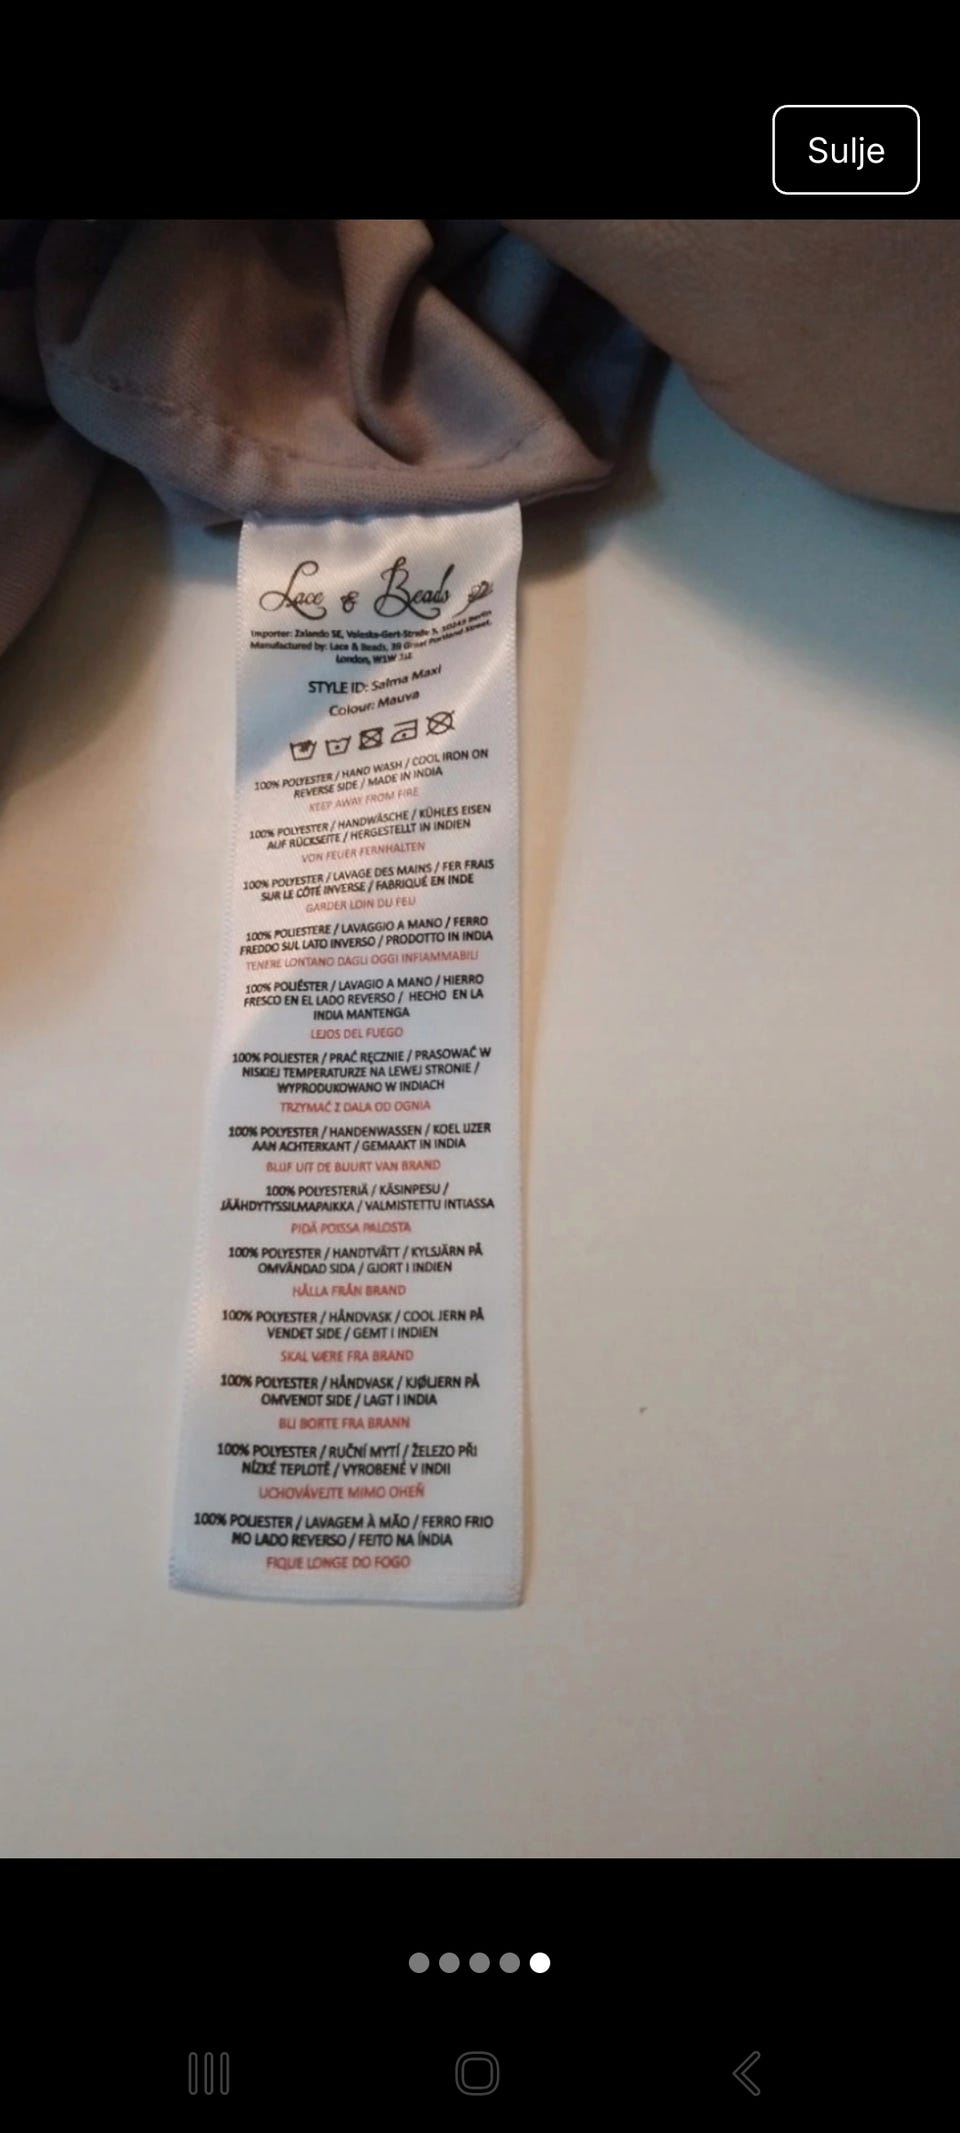 Sulje
Lace & Beads
Importer: Zalando SE, Valeska-Gert-Straße 5, 10243 Berlin
Manufactured by: Lace & Beads, 39 Great Portland Street,
London, W1W
STYLE ID: Salma Maxi
Colour: Mauva
100% POLYESTER / HAND WASH / COOL IRON ON
REVERSE SIDE / MADE IN INDIA
KEEP AWAY FROM FIRE
100% POLYESTER / HANDWÄSCHE / KÜHLES EISEN
AUF RÜCKSEITE / HERGESTELLT IN INDIEN
VON FEUER FERNHALTEN
100% POLYESTER / LAVAGE DES MAINS / FER FRAIS
SUR LE CÔTÉ INVERSE / FABRIQUÉ EN INDE
GARDER LOIN DU FEU
100% POLIESTERE / LAVAGGIO A MANO / FERRO
FREDDO SUL LATO INVERSO / PRODOTTO IN INDIA
TENERE LONTANO DAGLI OGGI INFIAMMABILI
100% POLIÉSTER / LAVAGIO A MANO / HIERRO
FRESCO EN EL LADO REVERSO / HECHO EN LA
INDIA MANTENGA
LEJOS DEL FUEGO
100% POLIESTER / PRAĆ RĘCZNIE / PRASOWAĆ W
NISKIEJ TEMPERATURZE NA LEWEJ STRONIE /
WYPRODUKOWANO W INDIACH
TRZYMAĆ Z DALA OD OGNIA
100% POLYESTER / HANDENWASSEN / KOEL IJZER
AAN ACHTERKANT / GEMAAKT IN INDIA
BLIJF UIT DE BUURT VAN BRAND
100% POLYESTERIÄ / KÄSINPESU /
JÄÄHDYTYSSILMAPAIKKA / VALMISTETTU INTIASSA
PIDÄ POISSA PALOSTA
100% POLYESTER / HANDTVÄTT / KYLSJÄRN PÅ
OMVÄNDAD SIDA / GJORT I INDIEN
HÅLLA FRÅN BRAND
100% POLYESTER / HÅNDVASK / COOL JERN PÅ
VENDET SIDE / GEMT I INDIEN
SKAL VÆRE FRA BRAND
100% POLYESTER / HÅNDVASK / KJØLJERN PÅ
OMVENDT SIDE / LAGT I INDIA
BLI BORTE FRA BRANN
100% POLYESTER / RUČNÍ MYTÍ / ŽELEZO PŘI
NÍZKÉ TEPLOTĚ / VYROBENÉ V INDII
UCHOVÁVEJTE MIMO OHEŇ
100% POLIESTER / LAVAGEM À MÃO / FERRO FRIO
NO LADO REVERSO / FEITO NA ÍNDIA
FIQUE LONGE DO FOGO